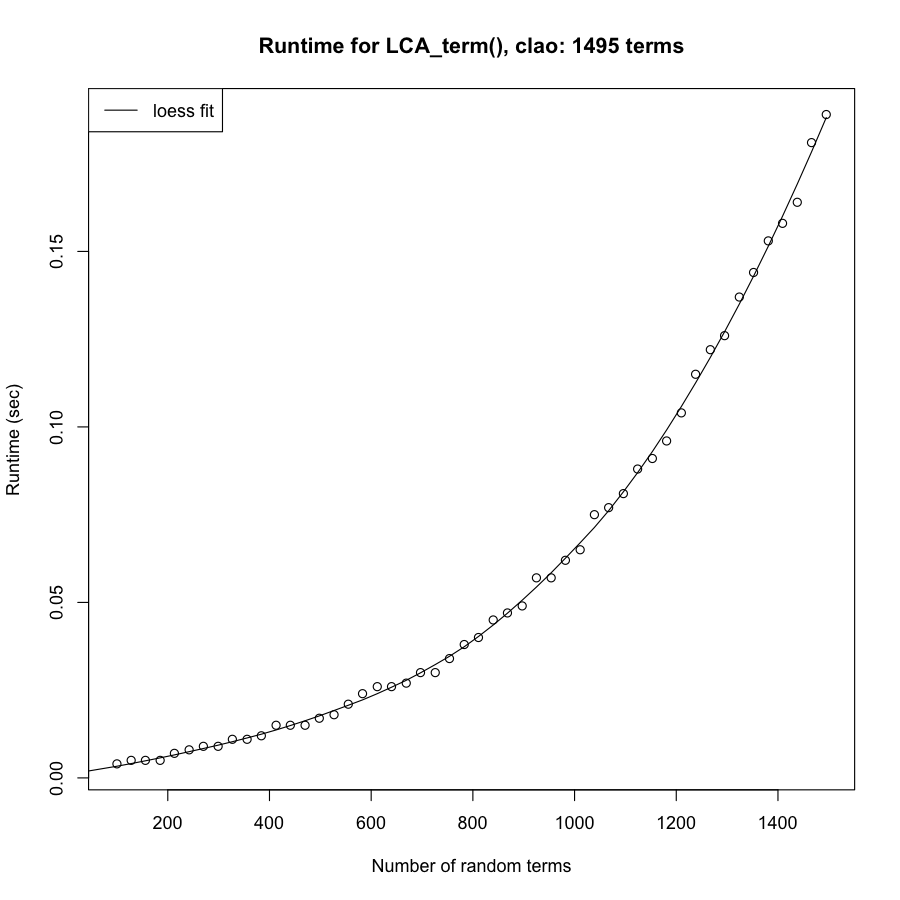 Runtime for LCA_term(), clao: 1495 terms
loess fit
Runtime (sec)
0.15
0.10
0.05
0.00
200 400 600 800 1000 1200 1400
Number of random terms